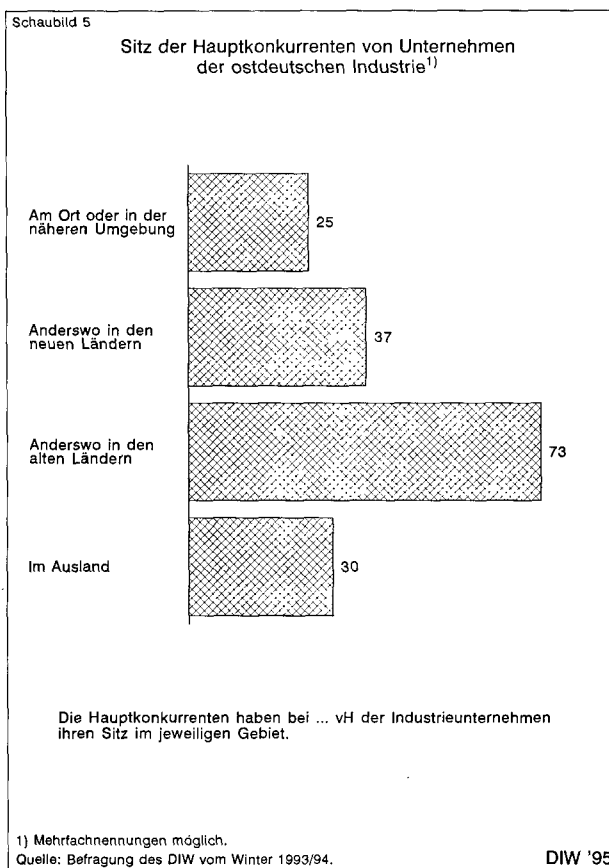 Schaubild 5
Sitz der Hauptkonkurrenten von Unternehmen
der ostdeutschen Industrie1)
Am Ort oder in der
näheren Umgebung
25
Anderswo in den
neuen Ländern
37
Anderswo in den
alten Ländern
73
Im Ausland
30
Die Hauptkonkurrenten haben bei ... vH der Industrieunternehmen
ihren Sitz im jeweiligen Gebiet.
1) Mehrfachnennungen möglich.
Quelle: Befragung des DIW vom Winter 1993/94.
DIW '95